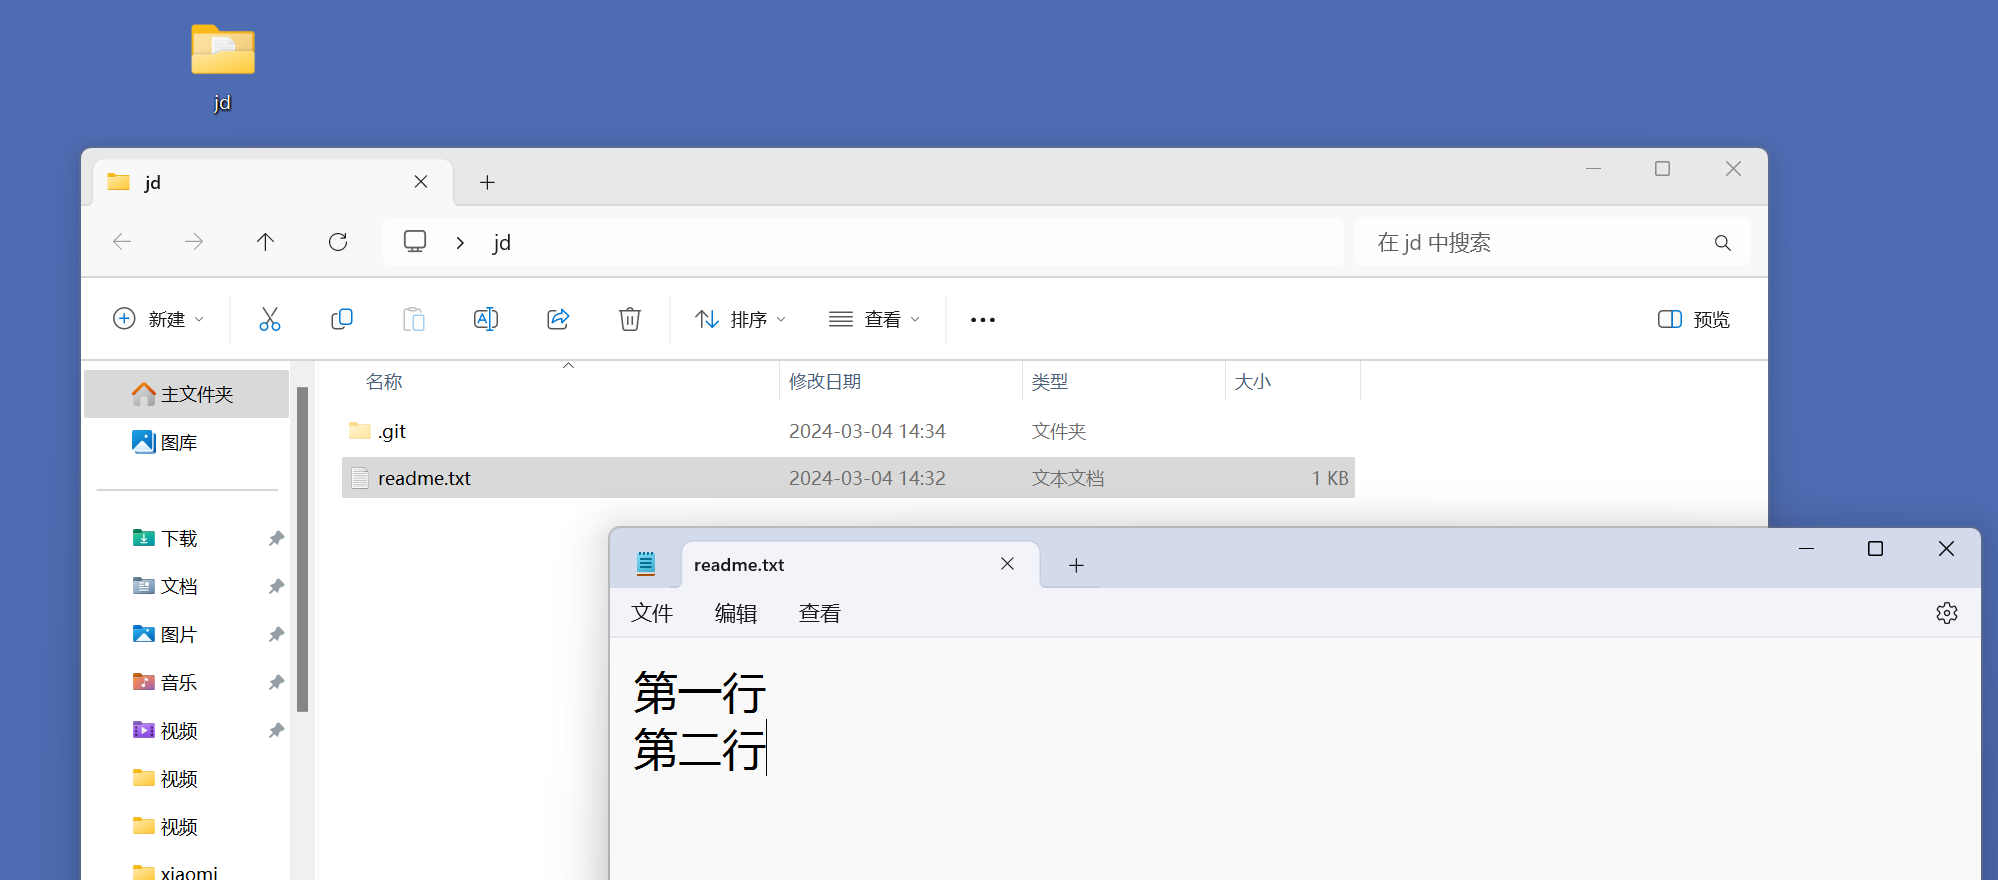 jd
jd
jd
在 jd 中搜索
新建
排序
查看
预览
名称
修改日期
类型
大小
主文件夹
图库
.git
2024-03-04 14:34
文件夹
readme.txt
2024-03-04 14:32
文本文档
1 KB
下载
文档
图片
音乐
视频
视频
视频
xiaomi
readme.txt
文件
编辑
查看
第一行
第二行